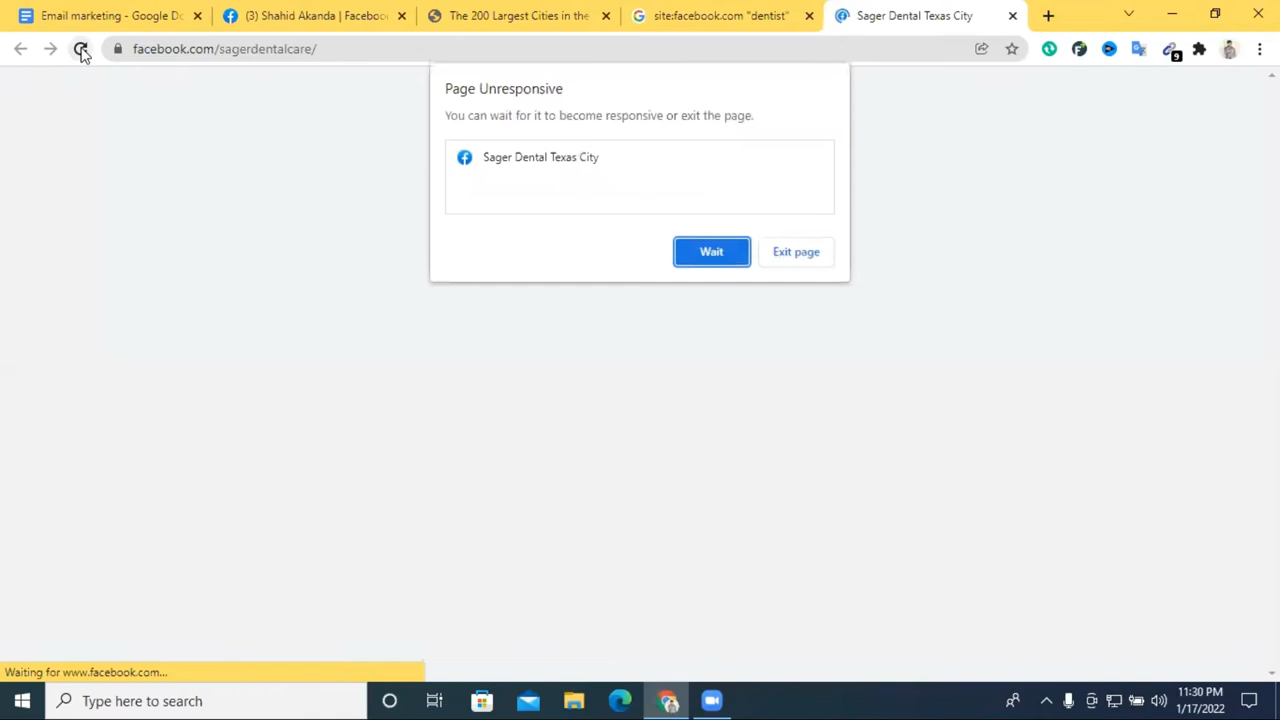 Email marketing - Google Do
(3) Shahid Akanda | Faceboo
The 200 Largest Cities in the
site:facebook.com "dentist"
Sager Dental Texas City
facebook.com/sagerdentalcare/
9
Page Unresponsive
You can wait for it to become responsive or exit the page.
Sager Dental Texas City
Wait
Exit page
Waiting for www.facebook.com...
Type here to search
11:30 PM
1/17/2022